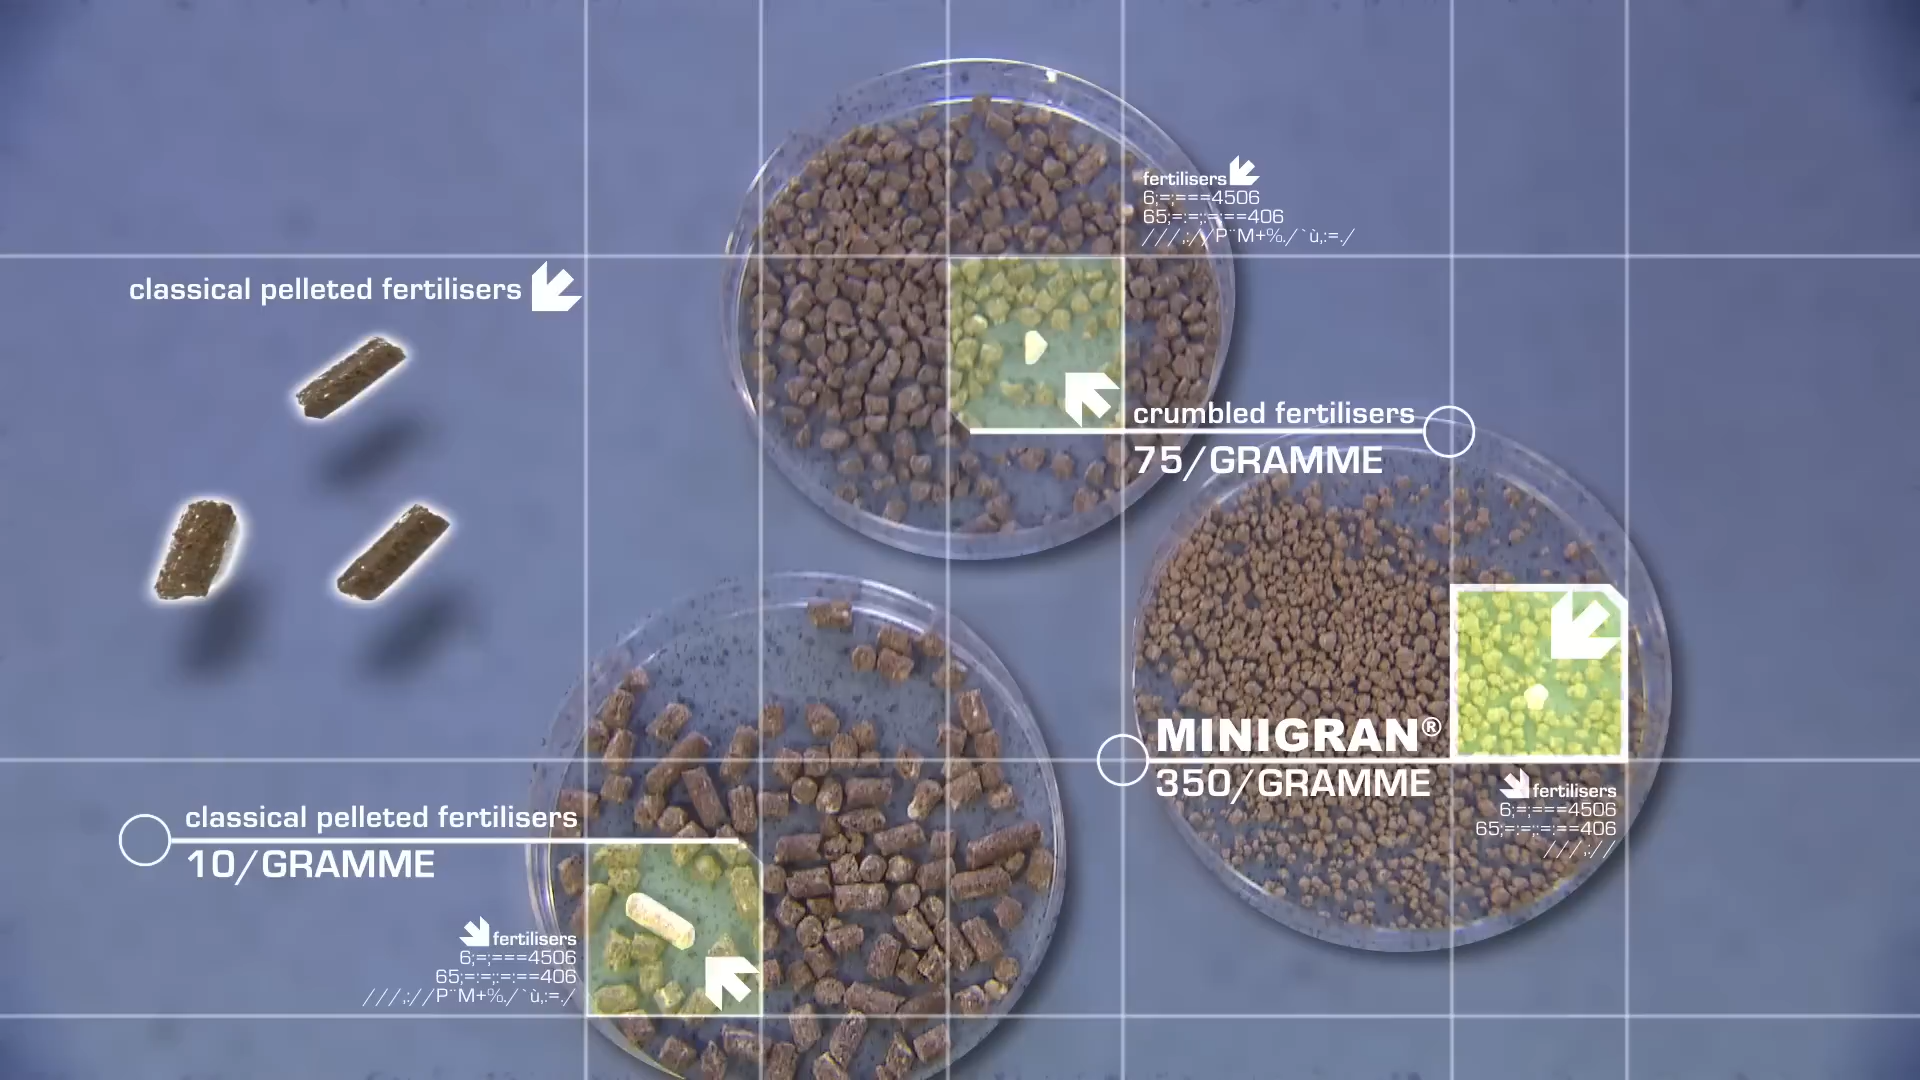 fertilisers
6;=;===4506
65;=:=;:=:==406
///,://P¨M+%./`ù,:=./
classical pelleted fertilisers
crumbled fertilisers
75/GRAMME
MINIGRAN®
350/GRAMME
fertilisers
6;=;===4506
65;=:=;:=:==406
///,://
classical pelleted fertilisers
10/GRAMME
fertilisers
6;=;===4506
65;=:=;:=:==406
///,://P¨M+%./`ù,:=./